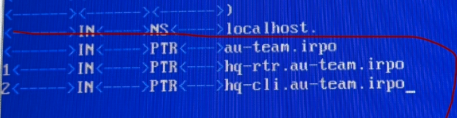 <------><------><------>)
<------>IN<---->NS<---->localhost.
<------>IN<---->PTR<--->au-team.irpo
1<----->IN<---->PTR<--->hq-rtr.au-team.irpo
2<----->IN<---->PTR<--->hq-cli.au-team.irpo_